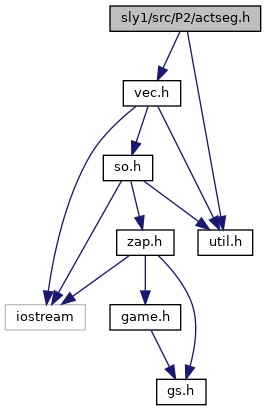 sly1/src/P2/actseg.h
vec.h
so.h
zap.h
util.h
iostream
game.h
gs.h